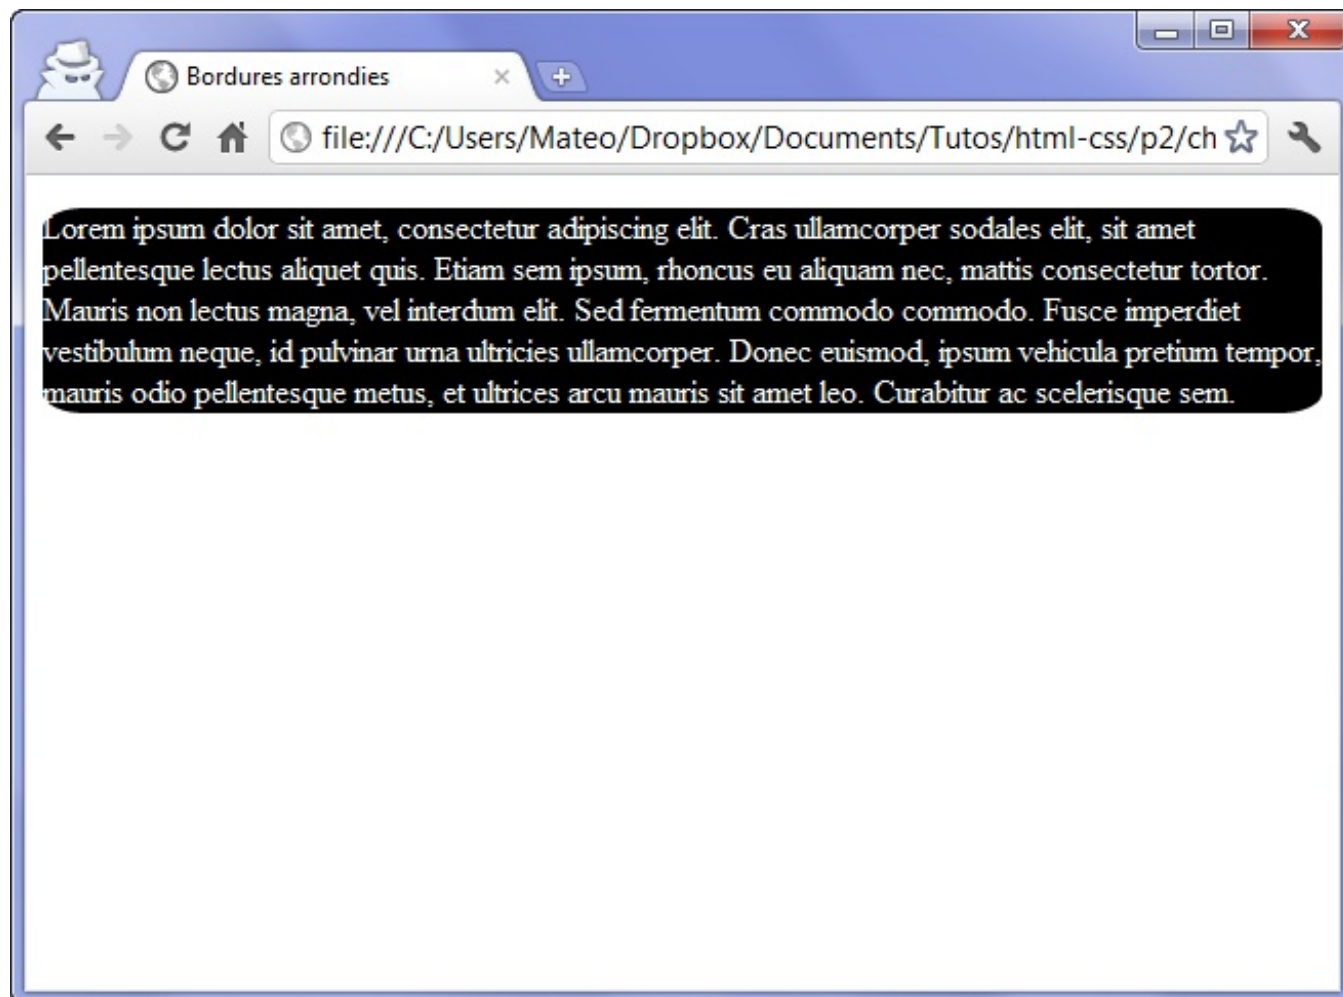 Bordures arrondies
file:///C:/Users/Mateo/Dropbox/Documents/Tutos/html-css/p2/ch
Lorem ipsum dolor sit amet, consectetur adipiscing elit. Cras ullamcorper sodales elit, sit amet
pellentesque lectus aliquet quis. Etiam sem ipsum, rhoncus eu aliquam nec, mattis consectetur tortor.
Mauris non lectus magna, vel interdum elit. Sed fermentum commodo commodo. Fusce imperdiet
vestibulum neque, id pulvinar urna ultricies ullamcorper. Donec euismod, ipsum vehicula pretium tempor,
mauris odio pellentesque metus, et ultrices arcu mauris sit amet leo. Curabitur ac scelerisque sem.